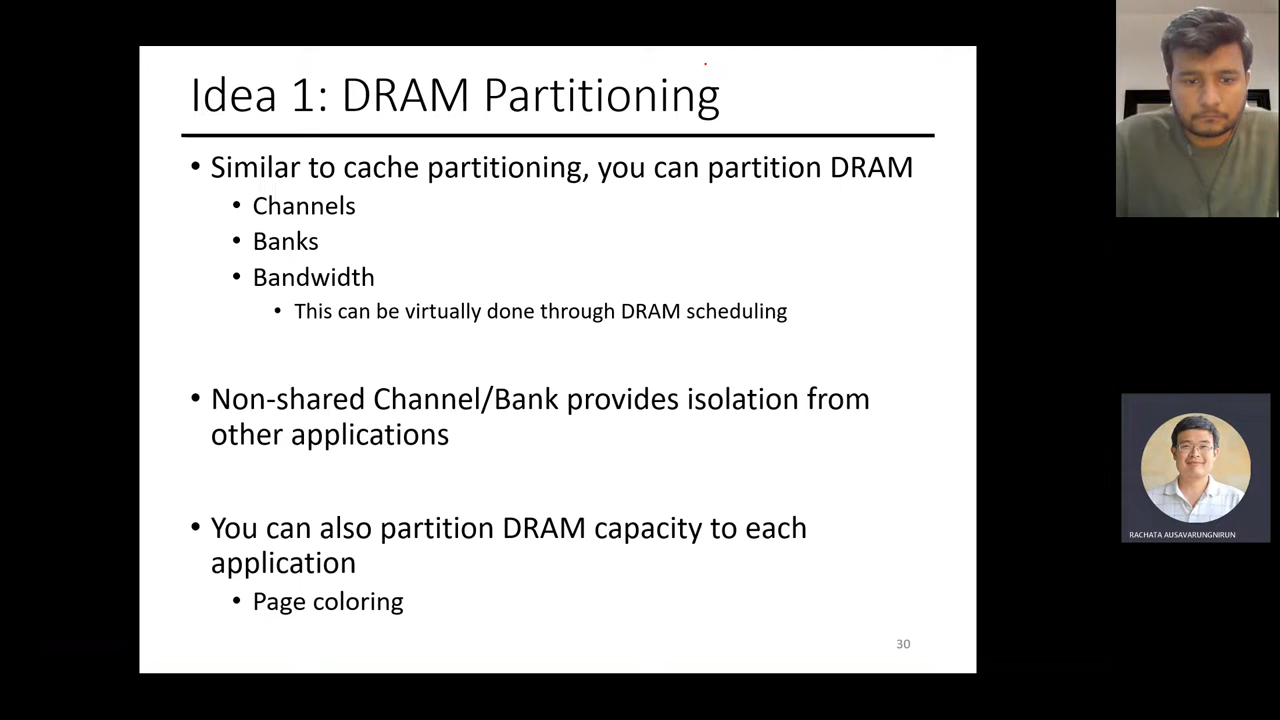 Idea 1: DRAM Partitioning
• Similar to cache partitioning, you can partition DRAM
• Channels
• Banks
• Bandwidth
• This can be virtually done through DRAM scheduling
• Non-shared Channel/Bank provides isolation from
other applications
• You can also partition DRAM capacity to each
application
• Page coloring
30
RACHATA AUSAVARUNGNIRUN